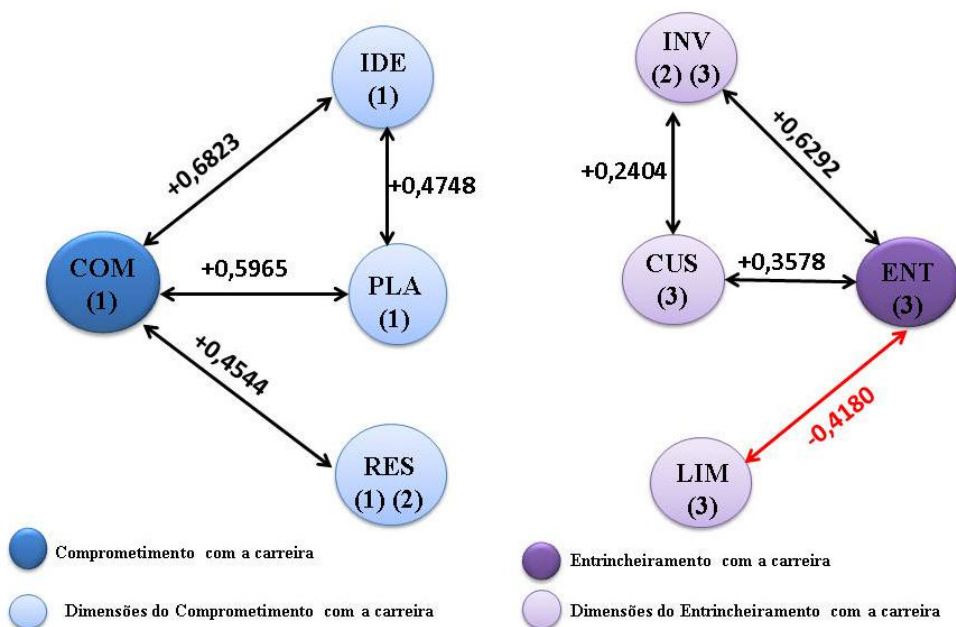 IDE
(1)
+0,6823
+0,4748
COM
(1)
+0,5965
PLA
(1)
+0,4544
RES
(1) (2)
Comprometimento com a carreira
Dimensões do Comprometimento com a carreira
INV
(2) (3)
+0,2404
+0,6292
CUS
(3)
+0,3578
ENT
(3)
-0,4180
LIM
(3)
Entrincheiramento com a carreira
Dimensões do Entrincheiramento com a carreira